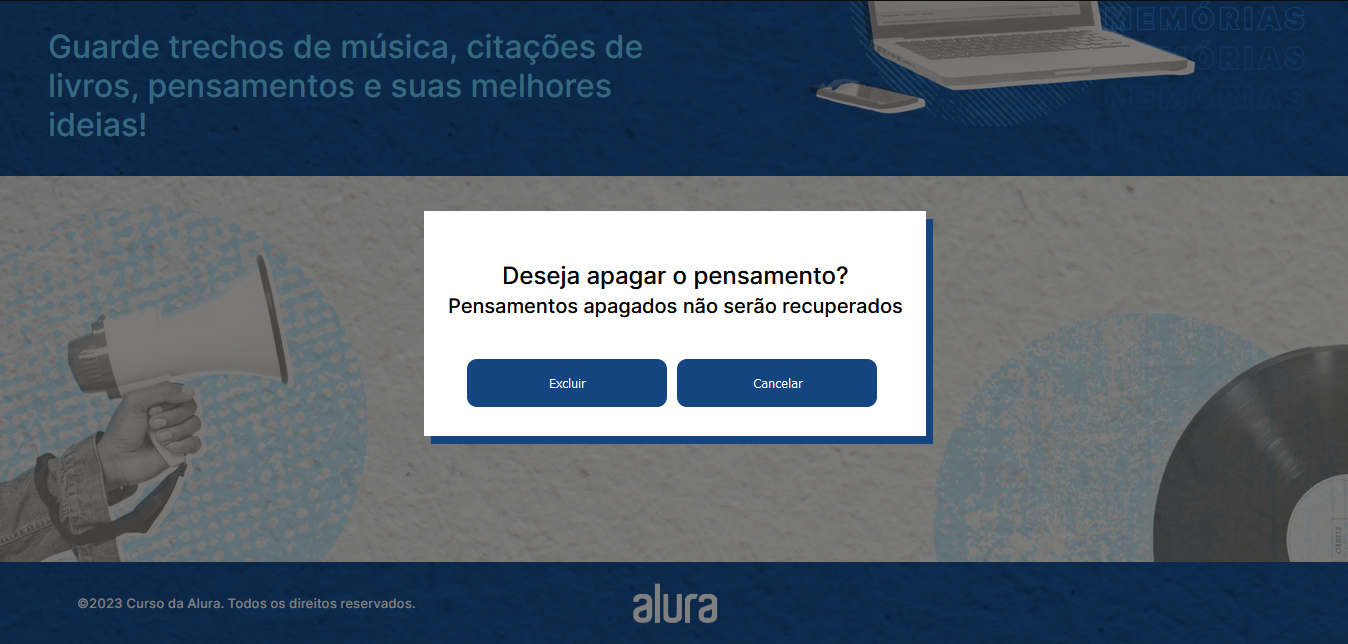 MEMÓRIAS
Guarde trechos de música, citações de
livros, pensamentos e suas melhores
ideias!
MEMÓRIAS
MEMÓRIAS
Deseja apagar o pensamento?
Pensamentos apagados não serão recuperados
Excluir
Cancelar
©2023 Curso da Alura. Todos os direitos reservados.
alura